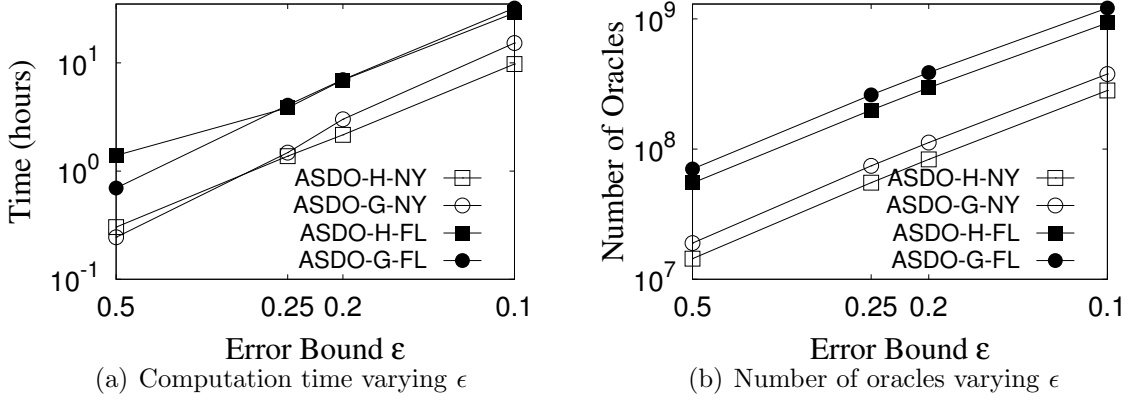 Time (hours)
10^1
10^0
10^-1
ASDO-H-NY
ASDO-G-NY
ASDO-H-FL
ASDO-G-FL
0.5 0.25 0.2 0.1
Error Bound ε
(a) Computation time varying ϵ
Number of Oracles
10^9
10^8
10^7
ASDO-H-NY
ASDO-G-NY
ASDO-H-FL
ASDO-G-FL
0.5 0.25 0.2 0.1
Error Bound ε
(b) Number of oracles varying ϵ